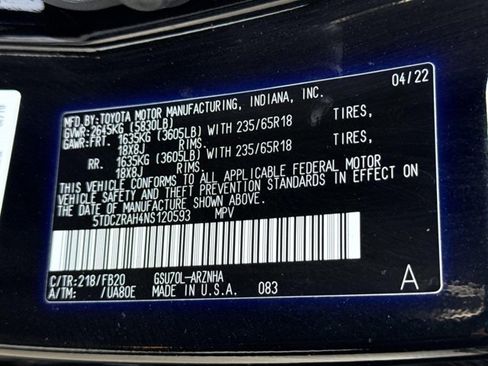 04/22
MFD.BY:TOYOTA MOTOR MANUFACTURING, INDIANA, INC.
GVWR:2645KG (5830LB)
GAWR:FRT. 1635KG (3605LB) WITH 235/65R18 TIRES,
18X8J RIMS.
RR. 1635KG (3605LB) WITH 235/65R18 TIRES,
18X8J RIMS.
THIS VEHICLE CONFORMS TO ALL APPLICABLE FEDERAL MOTOR
VEHICLE SAFETY AND THEFT PREVENTION STANDARDS IN EFFECT ON
THE DATE OF MANUFACTURE SHOWN ABOVE.
5TDCZRAH4NS120593 MPV
C/TR:218/FB20 GSU70L-ARZNHA
A/TM: /UA80E MADE IN U.S.A. 083 A